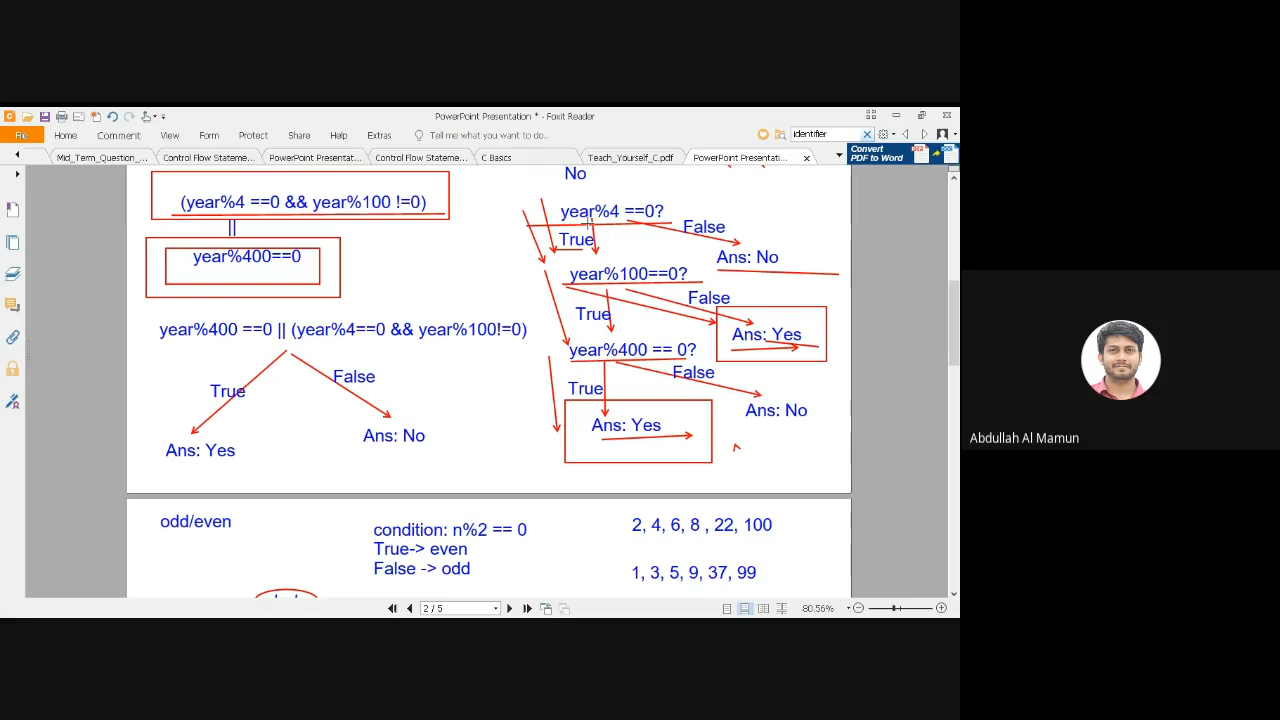 PowerPoint Presentation * - Foxit Reader
File Home Comment View Form Protect Share Help Extras Tell me what you want to do.. identifier
Mid_Term_Question_... Control Flow Stateme... PowerPoint Presentat... Control Flow Stateme... C Basics Teach_Yourself_C.pdf PowerPoint Presentati...
Convert
PDF to Word
(year%4 ==0 && year%100 !=0)
||
year%400==0
year%400 ==0 || (year%4==0 && year%100!=0)
True
False
Ans: Yes
Ans: No
No
year%4 ==0?
False
True
Ans: No
year%100==0?
False
True
Ans: Yes
year%400 == 0?
False
True
Ans: No
Ans: Yes
odd/even
condition: n%2 == 0
True-> even
False -> odd
2, 4, 6, 8 , 22, 100
1, 3, 5, 9, 37, 99
2 / 5
80.56%
Abdullah Al Mamun